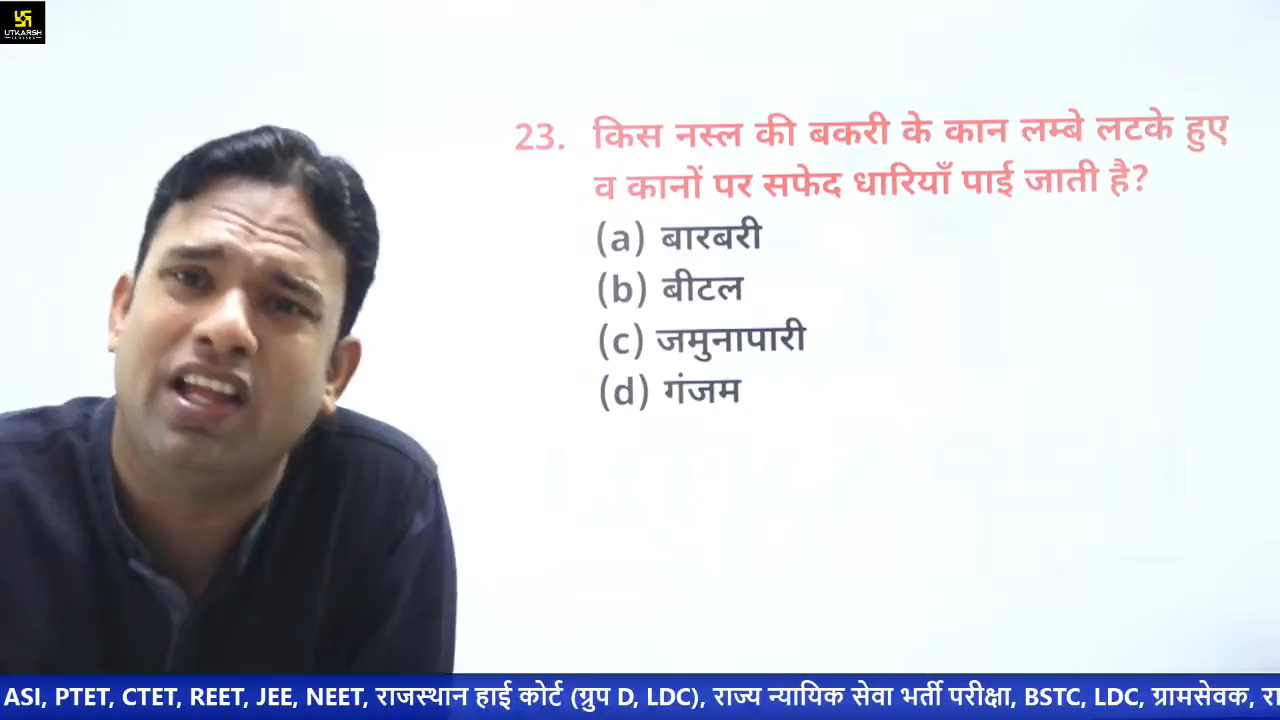 UTKARSH
CLASSES
23. किस नस्ल की बकरी के कान लम्बे लटके हुए
व कानों पर सफेद धारियाँ पाई जाती है?
(a) बारबरी
(b) बीटल
(c) जमुनापारी
(d) गंजम
ASI, PTET, CTET, REET, JEE, NEET, राजस्थान हाई कोर्ट (ग्रुप D, LDC), राज्य न्यायिक सेवा भर्ती परीक्षा, BSTC, LDC, ग्रामसेवक,